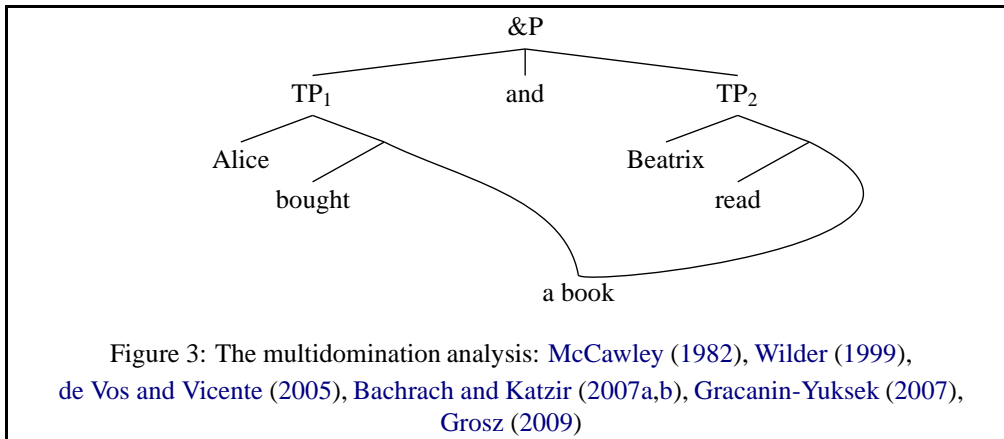 &P
TP₁ and TP₂
Alice Beatrix
bought read
a book
Figure 3: The multidomination analysis: McCawley (1982), Wilder (1999),
de Vos and Vicente (2005), Bachrach and Katzir (2007a,b), Gracanin-Yuksek (2007),
Grosz (2009)